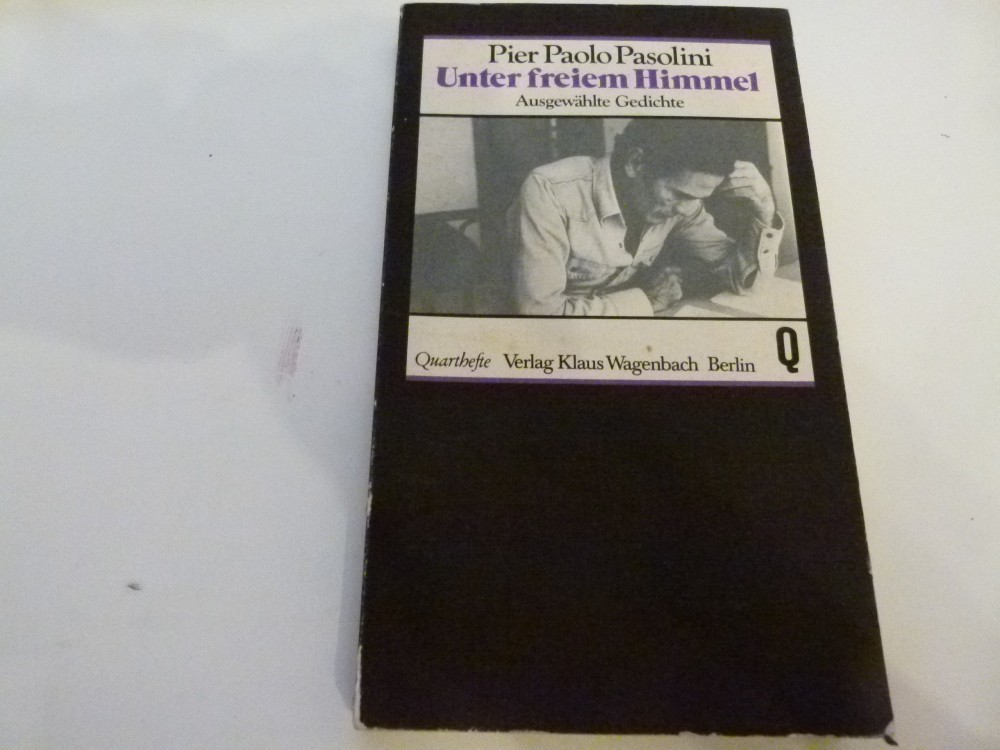 Pier Paolo Pasolini
Unter freiem Himmel
Ausgewählte Gedichte
Quarthefte Verlag Klaus Wagenbach Berlin Q